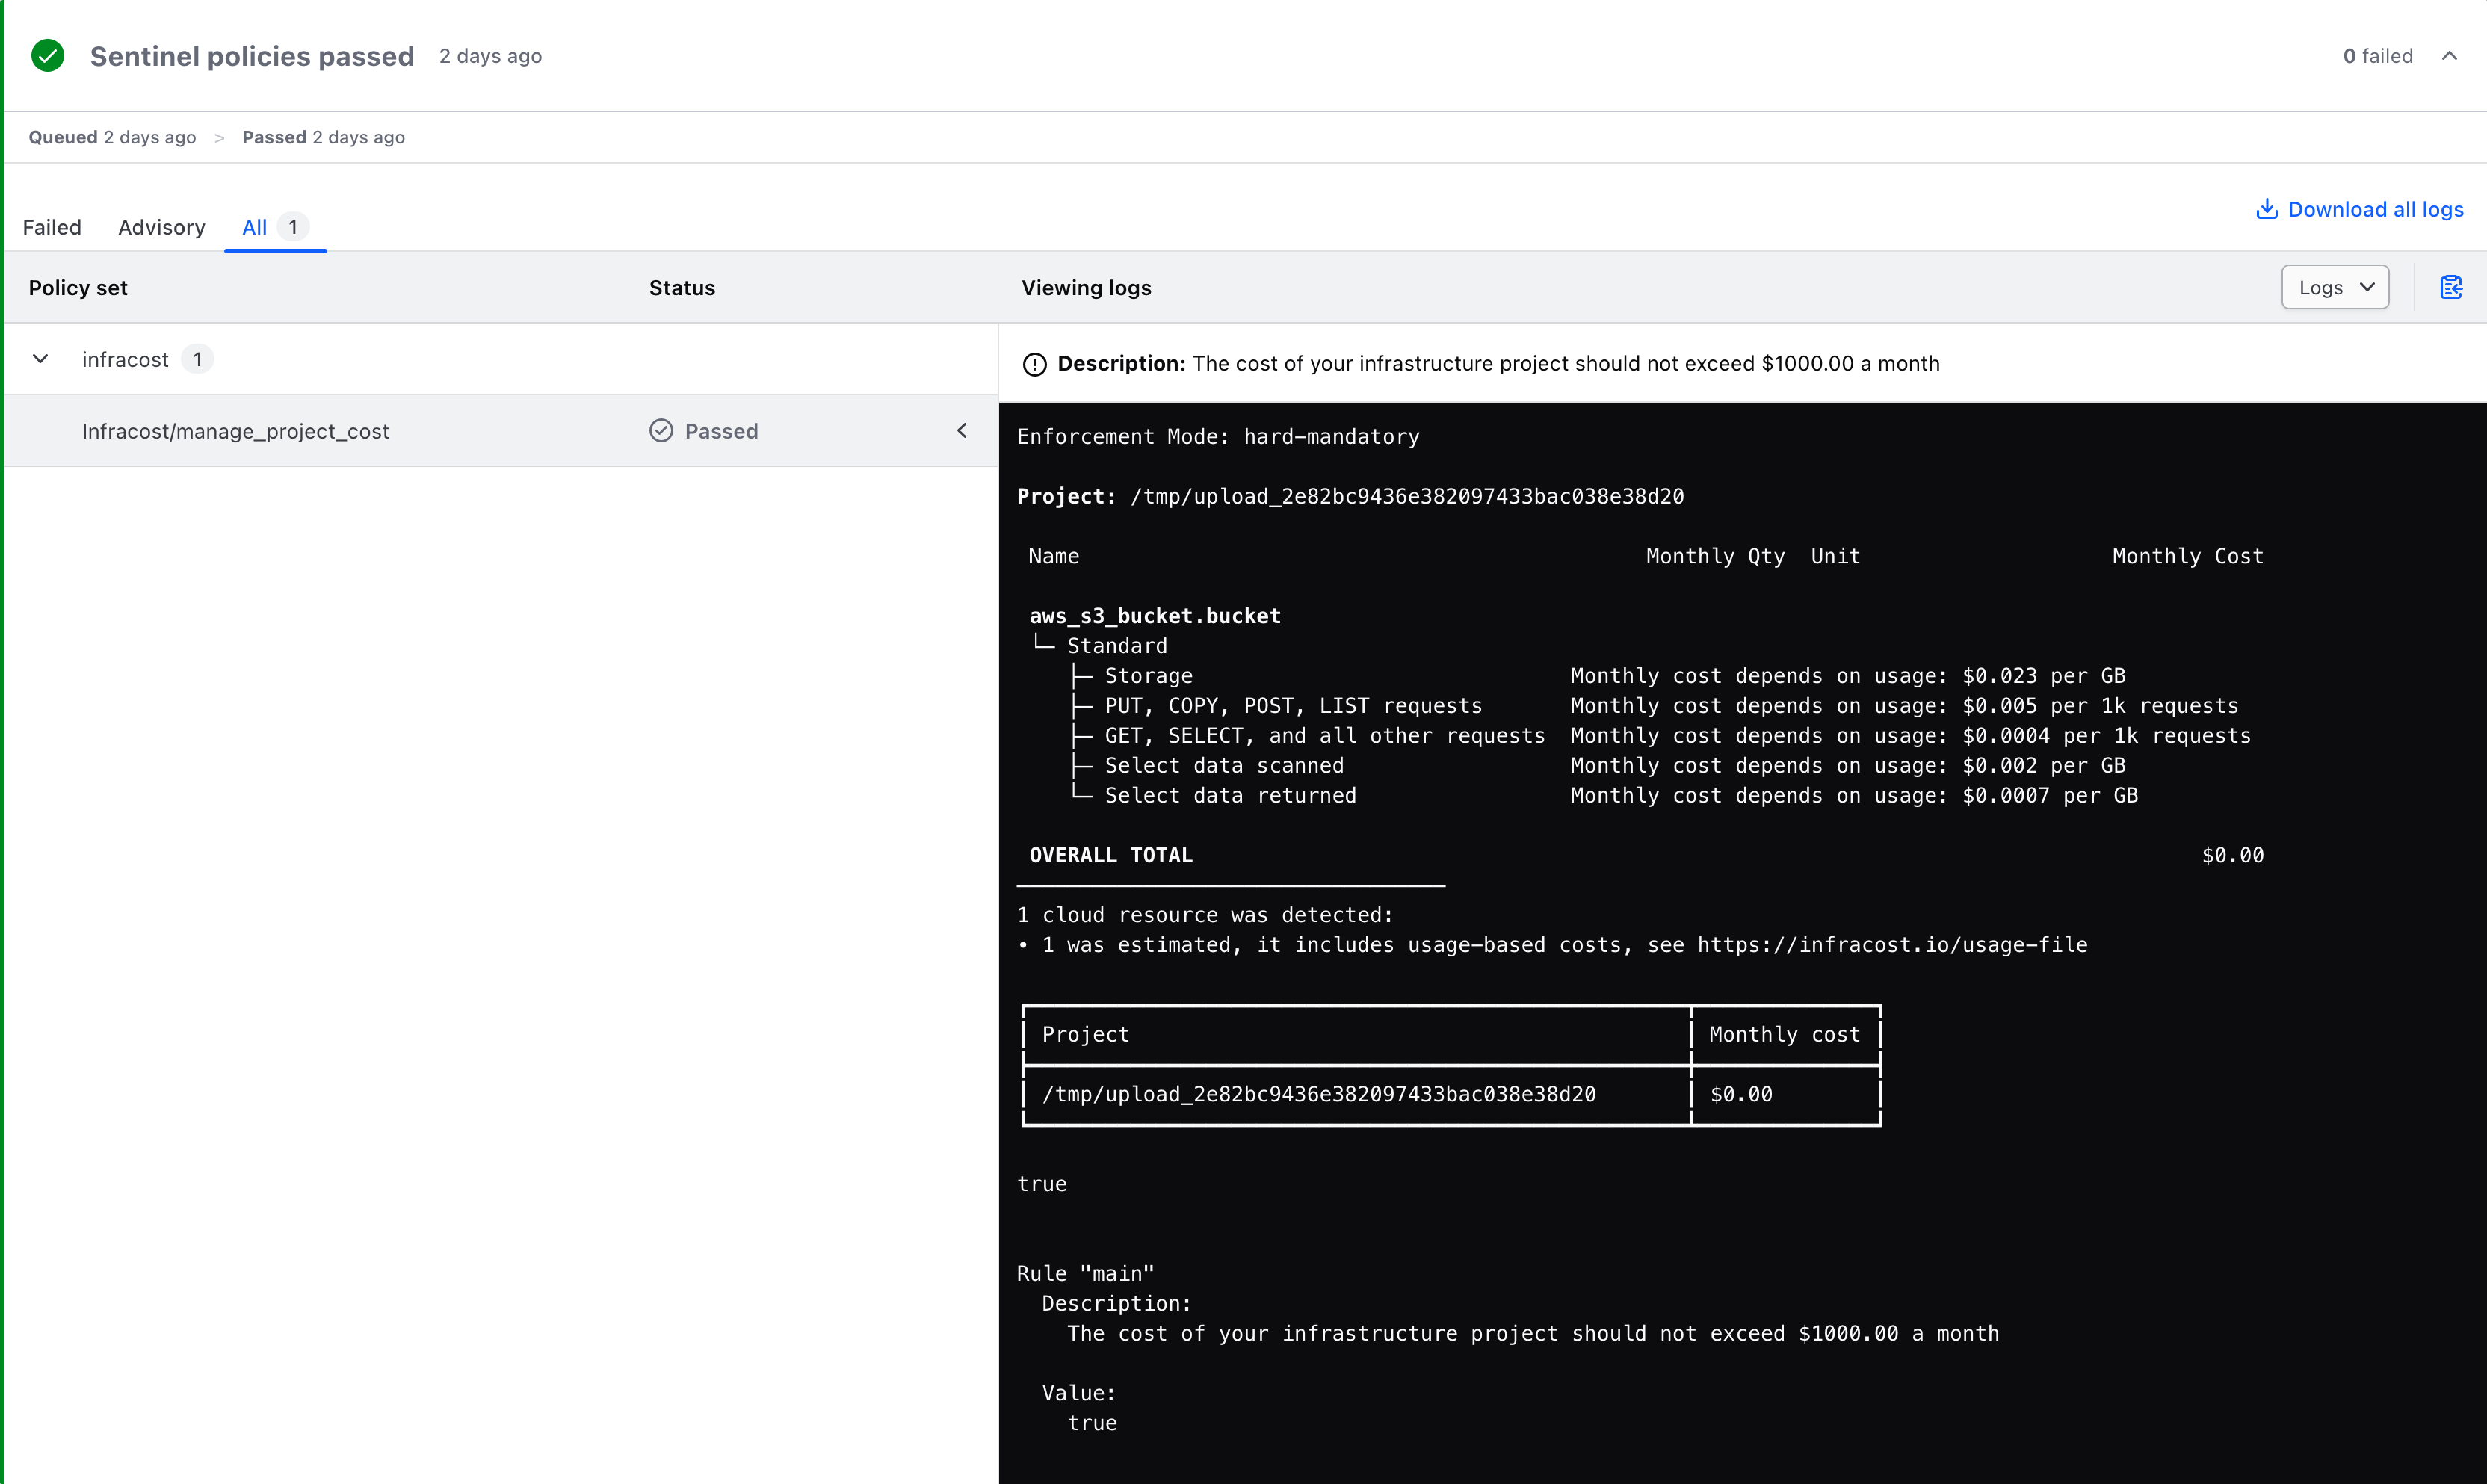 Sentinel policies passed 2 days ago 0 failed
Queued 2 days ago > Passed 2 days ago
Download all logs
Failed Advisory All 1
Policy set Status Viewing logs Logs
infracost 1
Description: The cost of your infrastructure project should not exceed $1000.00 a month
Infracost/manage_project_cost Passed
Enforcement Mode: hard-mandatory
Project: /tmp/upload_2e82bc9436e382097433bac038e38d20
Name Monthly Qty Unit Monthly Cost
aws_s3_bucket.bucket
└─ Standard
├─ Storage Monthly cost depends on usage: $0.023 per GB
├─ PUT, COPY, POST, LIST requests Monthly cost depends on usage: $0.005 per 1k requests
├─ GET, SELECT, and all other requests Monthly cost depends on usage: $0.0004 per 1k requests
├─ Select data scanned Monthly cost depends on usage: $0.002 per GB
└─ Select data returned Monthly cost depends on usage: $0.0007 per GB
OVERALL TOTAL $0.00
1 cloud resource was detected:
• 1 was estimated, it includes usage-based costs, see https://infracost.io/usage-file
Project Monthly cost
/tmp/upload_2e82bc9436e382097433bac038e38d20 $0.00
true
Rule "main"
Description:
The cost of your infrastructure project should not exceed $1000.00 a month
Value:
true